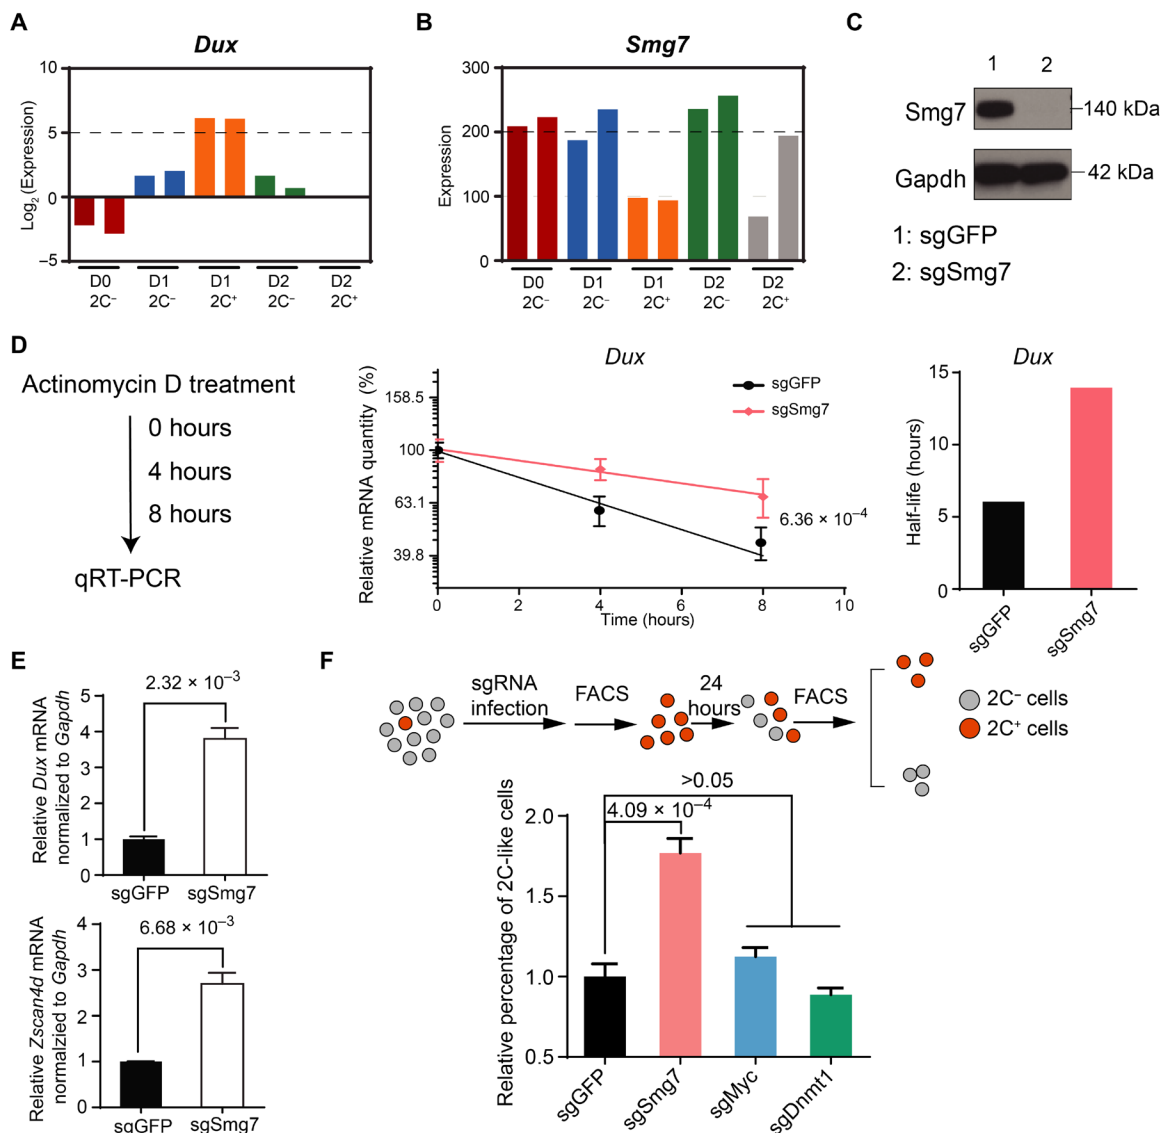 A
Dux
Log2 (Expression)
10
5
0
–5
D0 D1 D1 D2 D2
2C– 2C– 2C+ 2C– 2C+
B
Smg7
Expression
300
200
100
0
D0 D1 D1 D2 D2
2C– 2C– 2C+ 2C– 2C+
C
1 2
Smg7 140 kDa
Gapdh 42 kDa
1: sgGFP
2: sgSmg7
D
Actinomycin D treatment
0 hours
4 hours
8 hours
qRT-PCR
Dux
Relative mRNA quantity (%)
158.5
100
63.1
39.8
sgGFP
sgSmg7
6.36 × 10–4
0 2 4 6 8 10
Time (hours)
Dux
Half-life (hours)
15
10
5
0
sgGFP sgSmg7
E
Relative Dux mRNA
normalized to Gapdh
2.32 × 10–3
5
4
3
2
1
0
sgGFP sgSmg7
Relative Zscan4d mRNA
normalzied to Gapdh
6.68 × 10–3
4
3
2
1
0
sgGFP sgSmg7
F
sgRNA
infection
FACS
24
hours
FACS
2C– cells
2C+ cells
Relative percentage of 2C-like cells
>0.05
4.09 × 10–4
2.0
1.5
1.0
0.5
sgGFP sgSmg7 sgMyc sgDnmt1